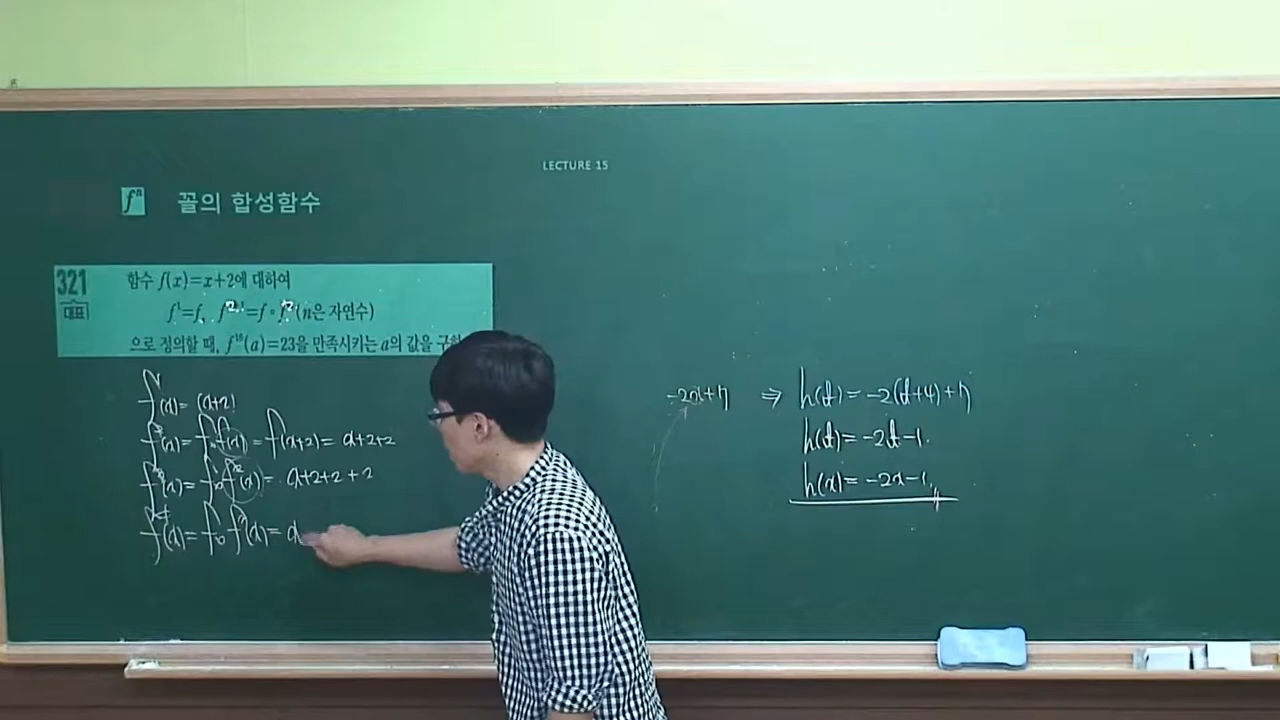 LECTURE 15
fⁿ 꼴의 합성함수
321
대표
함수 f(x)=x+2에 대하여
f¹=f, f²⁺¹=f∘f² (n은 자연수)
으로 정의할 때, f¹⁰(a)=23을 만족시키는 a의 값을 구하
f(x)=(x+2)
f²(x)=f∘f(x)=f(x+2)=x+2+2
f³(x)=f∘f²(x)=x+2+2+2
f⁴(x)=f∘f³(x)=x
-2x+7 ⇒ h(t)=-2(t+4)+7
h(t)=-2t-1.
h(x)=-2x-1.